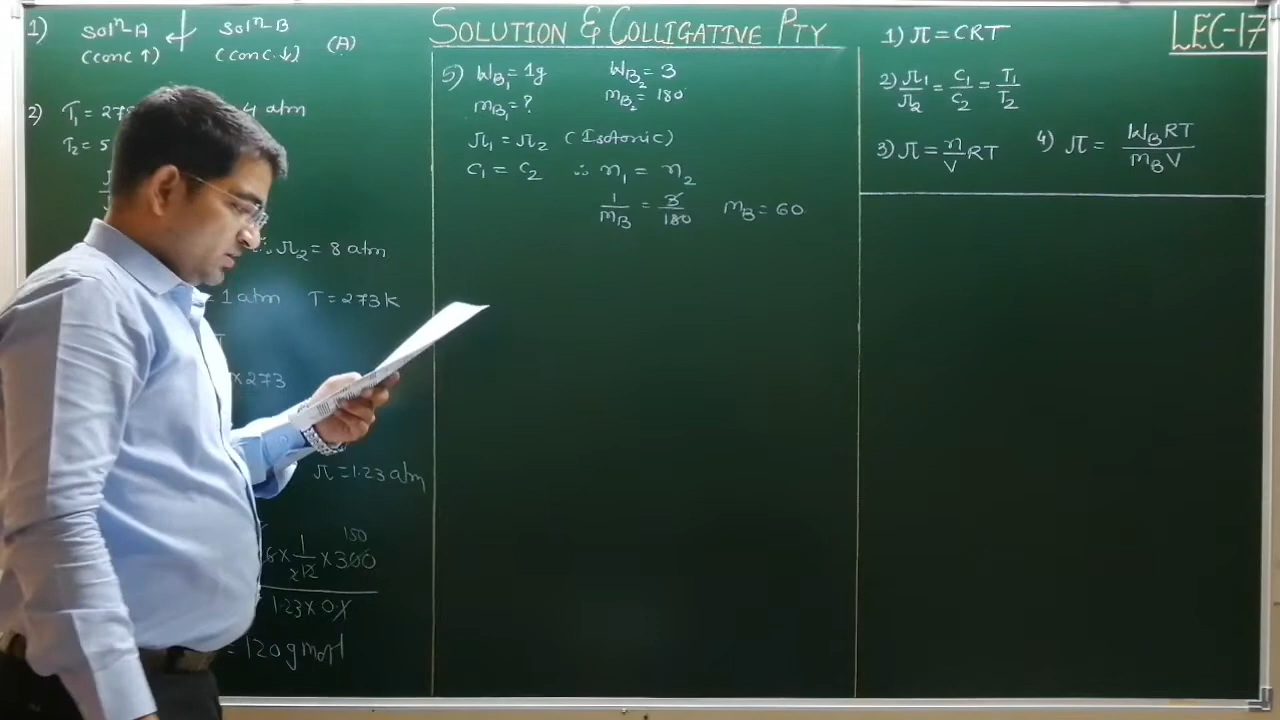 SOLUTION & COLLIGATIVE PTY
LEC-17
1) Solⁿ A ↙ Solⁿ B
(conc ↑) (conc. ↓) (A)
2) T₁ = 27 4 atm
T₂ = 5
∴ π₂ = 8 atm
= 1 atm T = 273 K
× 273
π = 1.23 atm
150
6 × 1/12 × 300
1.23 × 0.
= 120 g mol⁻¹
5) W_B₁ = 1g W_B₂ = 3
m_B₁ = ? m_B₂ = 180
π₁ = π₂ (Isotonic)
C₁ = C₂ ∴ n₁ = n₂
1/m_B = 3/180 m_B = 60
1) π = CRT
2) π₁/π₂ = C₁/C₂ = T₁/T₂
3) π = n/V RT 4) π = W_B RT / m_B V